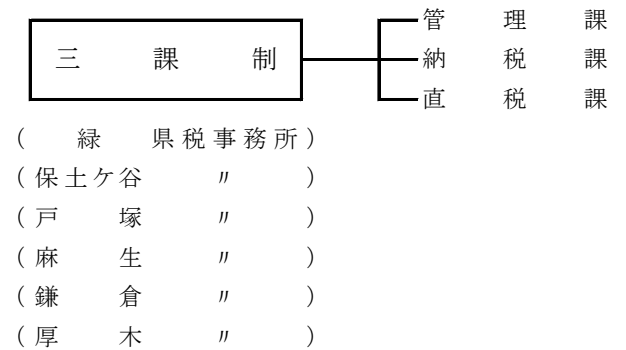 管理課
三課制
納税課
直税課
(緑県税事務所)
(保土ケ谷〃)
(戸塚〃)
(麻生〃)
(鎌倉〃)
(厚木〃)